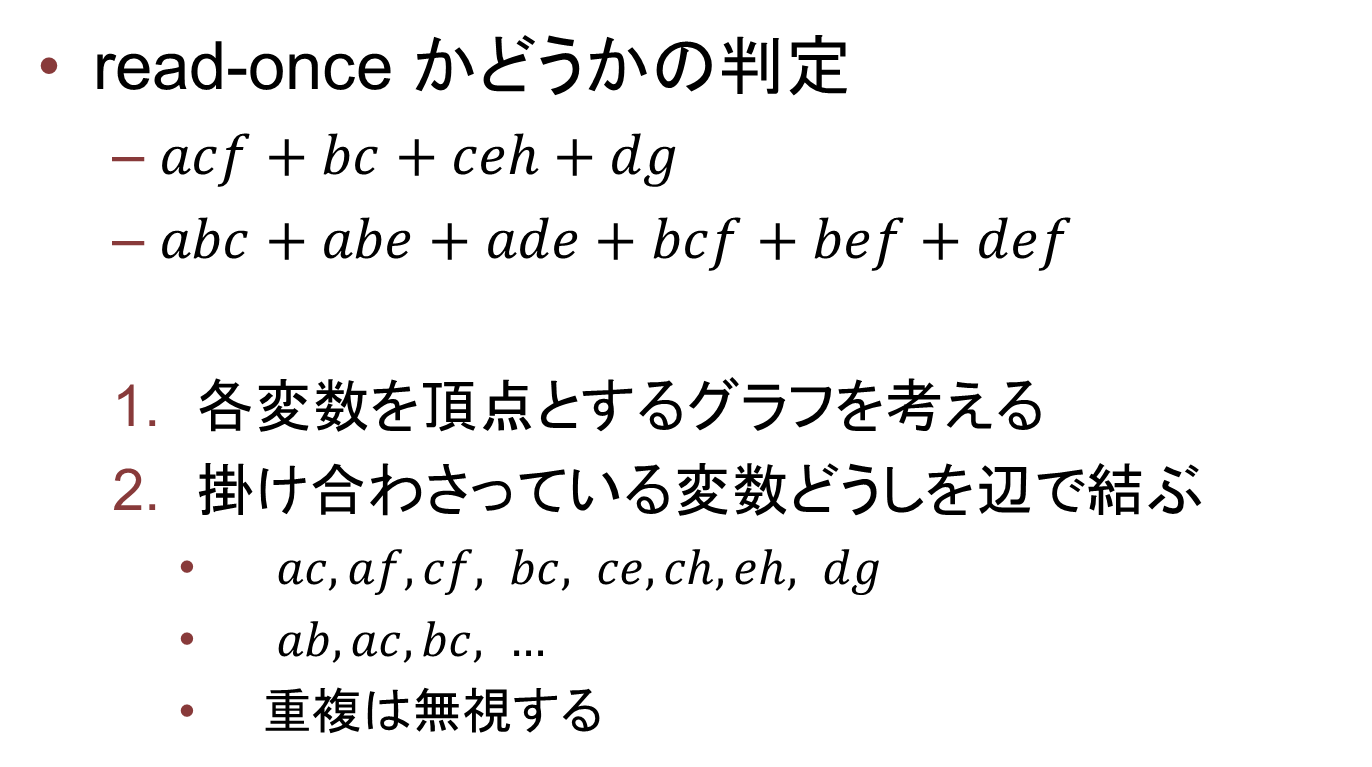 • read-once かどうかの判定
– acf + bc + ceh + dg
– abc + abe + ade + bcf + bef + def
1. 各変数を頂点とするグラフを考える
2. 掛け合わさっている変数どうしを辺で結ぶ
• ac, af, cf, bc, ce, ch, eh, dg
• ab, ac, bc, ...
• 重複は無視する